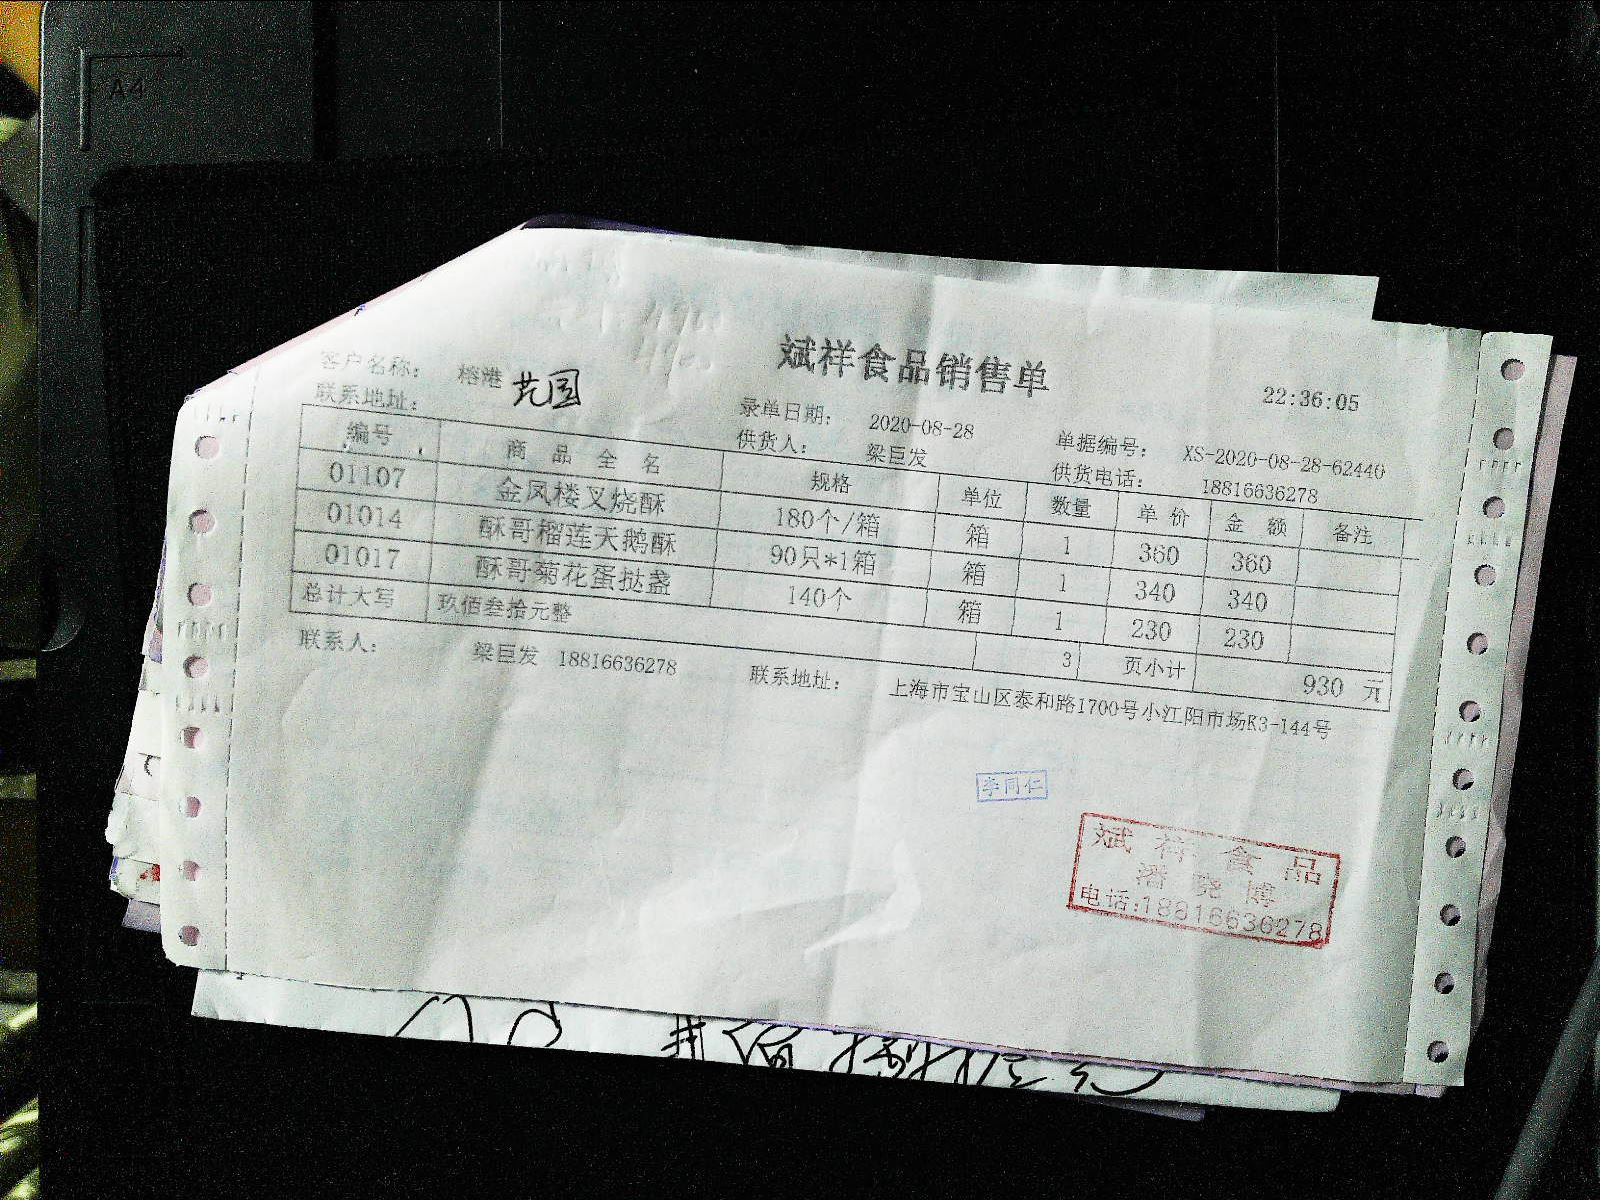 A4
斌祥食品销售单
22:36:05
客户名称: 榕港 艺园
录单日期: 2020-08-28 单据编号: XS-2020-08-28-62440
联系地址: 供货人: 梁巨发 供货电话: 18816636278
编号 商品全名 规格 单位 数量 单价 金额 备注
01107 金凤楼叉烧酥 180个/箱 箱 1 360 360
01014 酥哥榴莲天鹅酥 90只*1箱 箱 1 340 340
01017 酥哥菊花蛋挞盏 140个 箱 1 230 230
总计大写 玖佰叁拾元整 3 页小计 930 元
联系人: 梁巨发 18816636278 联系地址: 上海市宝山区泰和路1700号小江阳市场R3-144号
李同仁
斌祥食品
潘晓博
电话:18816636278